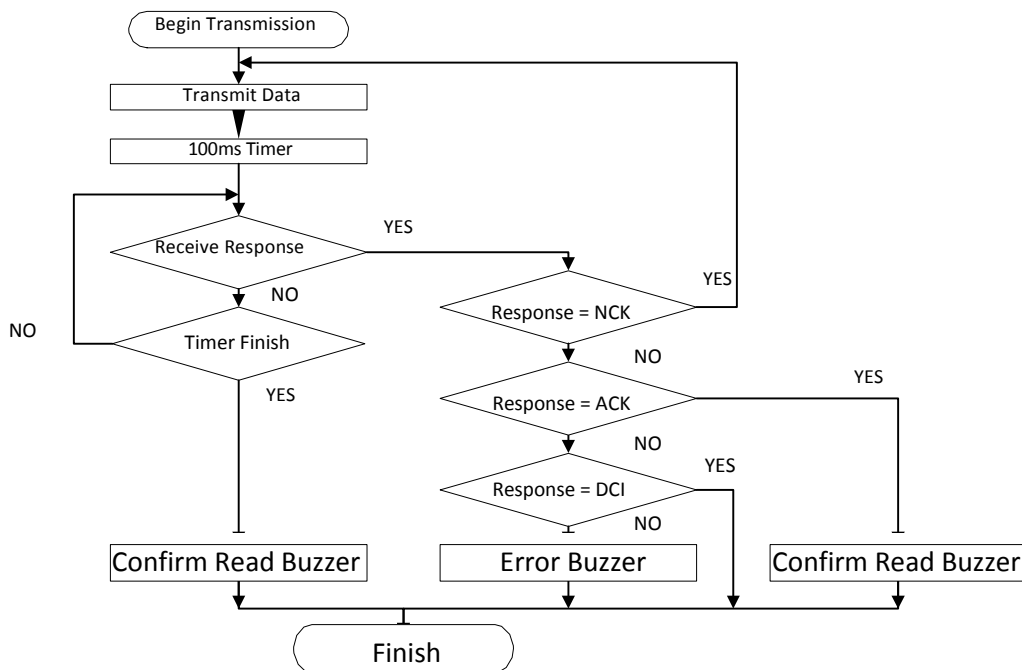 Begin Transmission
Transmit Data
100ms Timer
YES
Receive Response
YES
NO
Response = NCK
NO
Timer Finish
NO
YES
YES
Response = ACK
NO
YES
Response = DCI
NO
Confirm Read Buzzer
Error Buzzer
Confirm Read Buzzer
Finish